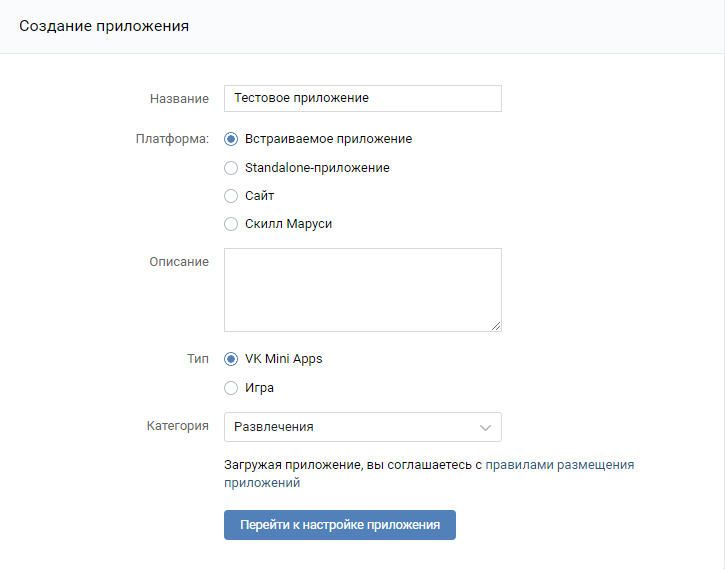 Создание приложения
Название Тестовое приложение
Платформа: Встраиваемое приложение
Standalone-приложение
Сайт
Скилл Маруси
Описание
Тип VK Mini Apps
Игра
Категория Развлечения
Загружая приложение, вы соглашаетесь с правилами размещения
приложений
Перейти к настройке приложения